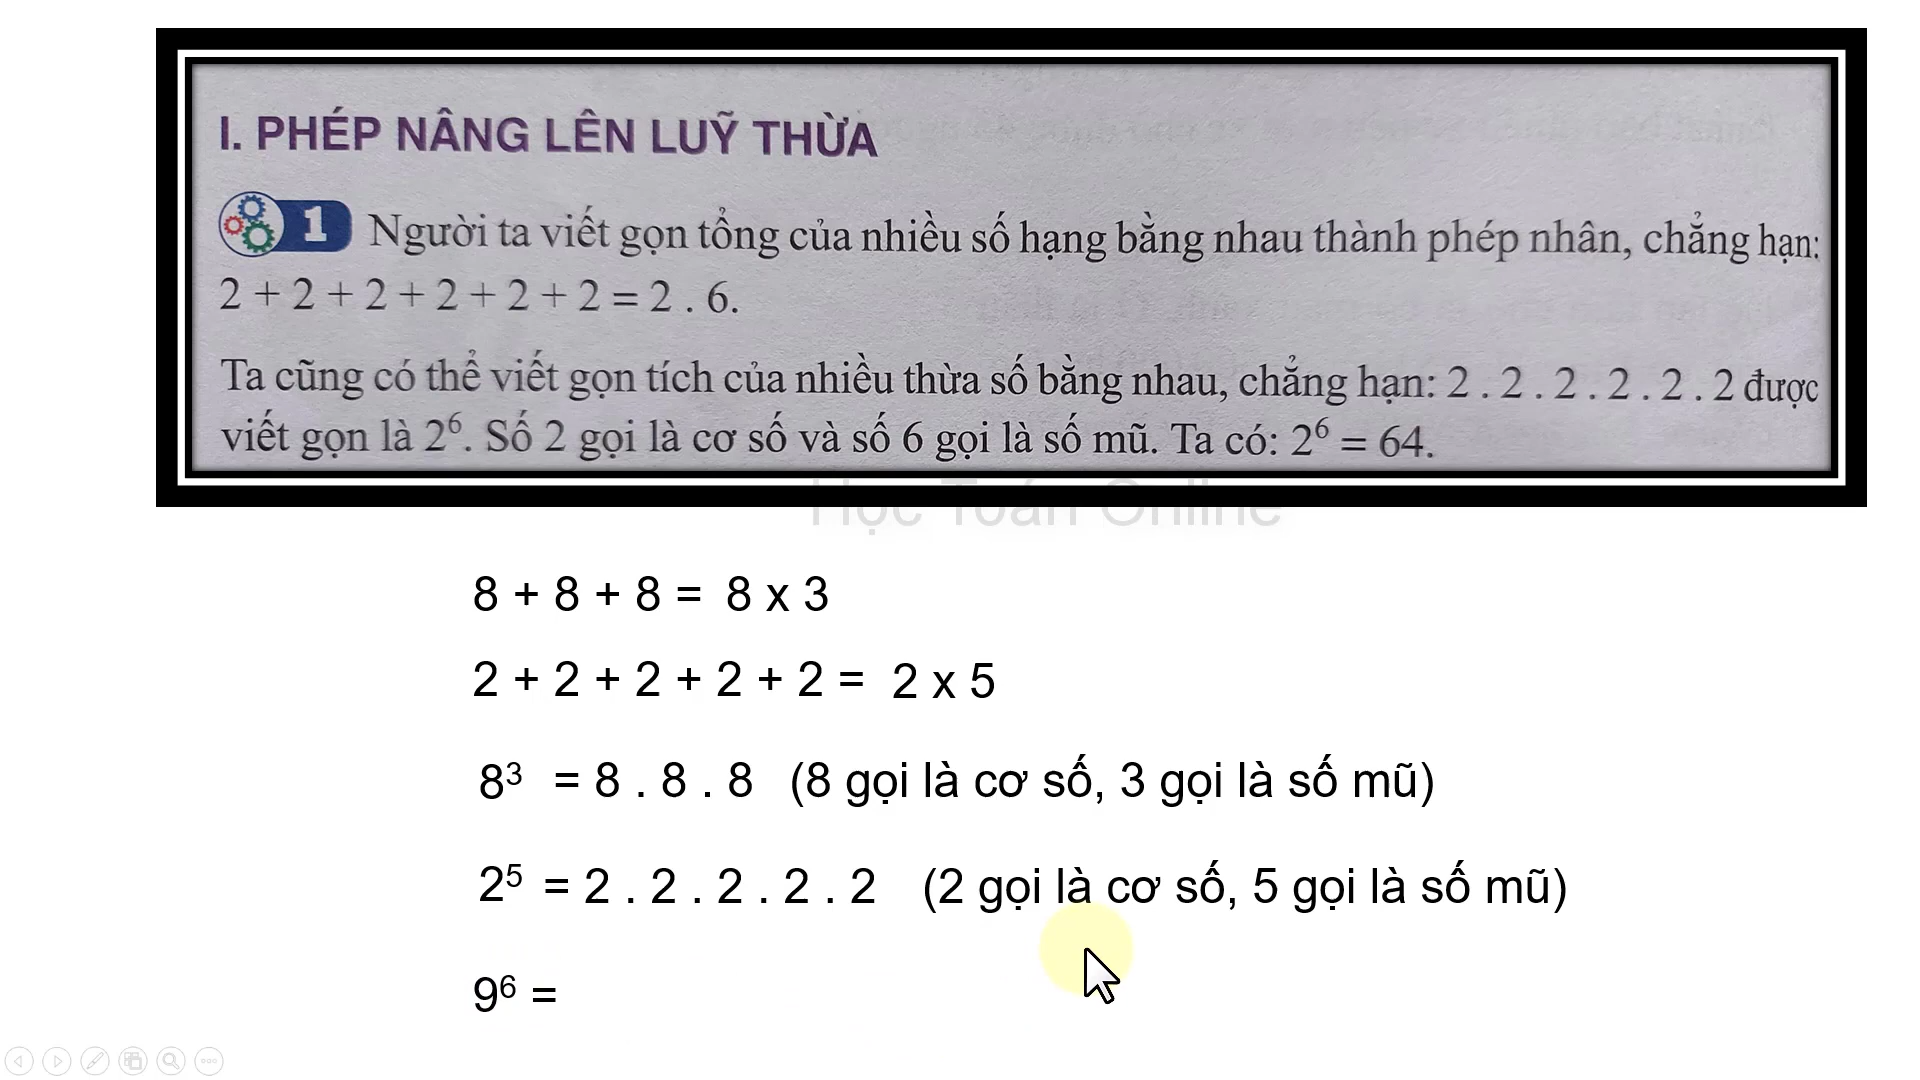 I. PHÉP NÂNG LÊN LUỸ THỪA
1 Người ta viết gọn tổng của nhiều số hạng bằng nhau thành phép nhân, chẳng hạn:
2 + 2 + 2 + 2 + 2 + 2 = 2 . 6.
Ta cũng có thể viết gọn tích của nhiều thừa số bằng nhau, chẳng hạn: 2 . 2 . 2 . 2 . 2 . 2 được
viết gọn là 2⁶. Số 2 gọi là cơ số và số 6 gọi là số mũ. Ta có: 2⁶ = 64.
Học Toán Online
8 + 8 + 8 = 8 x 3
2 + 2 + 2 + 2 + 2 = 2 x 5
8³ = 8 . 8 . 8 (8 gọi là cơ số, 3 gọi là số mũ)
2⁵ = 2 . 2 . 2 . 2 . 2 (2 gọi là cơ số, 5 gọi là số mũ)
9⁶ =